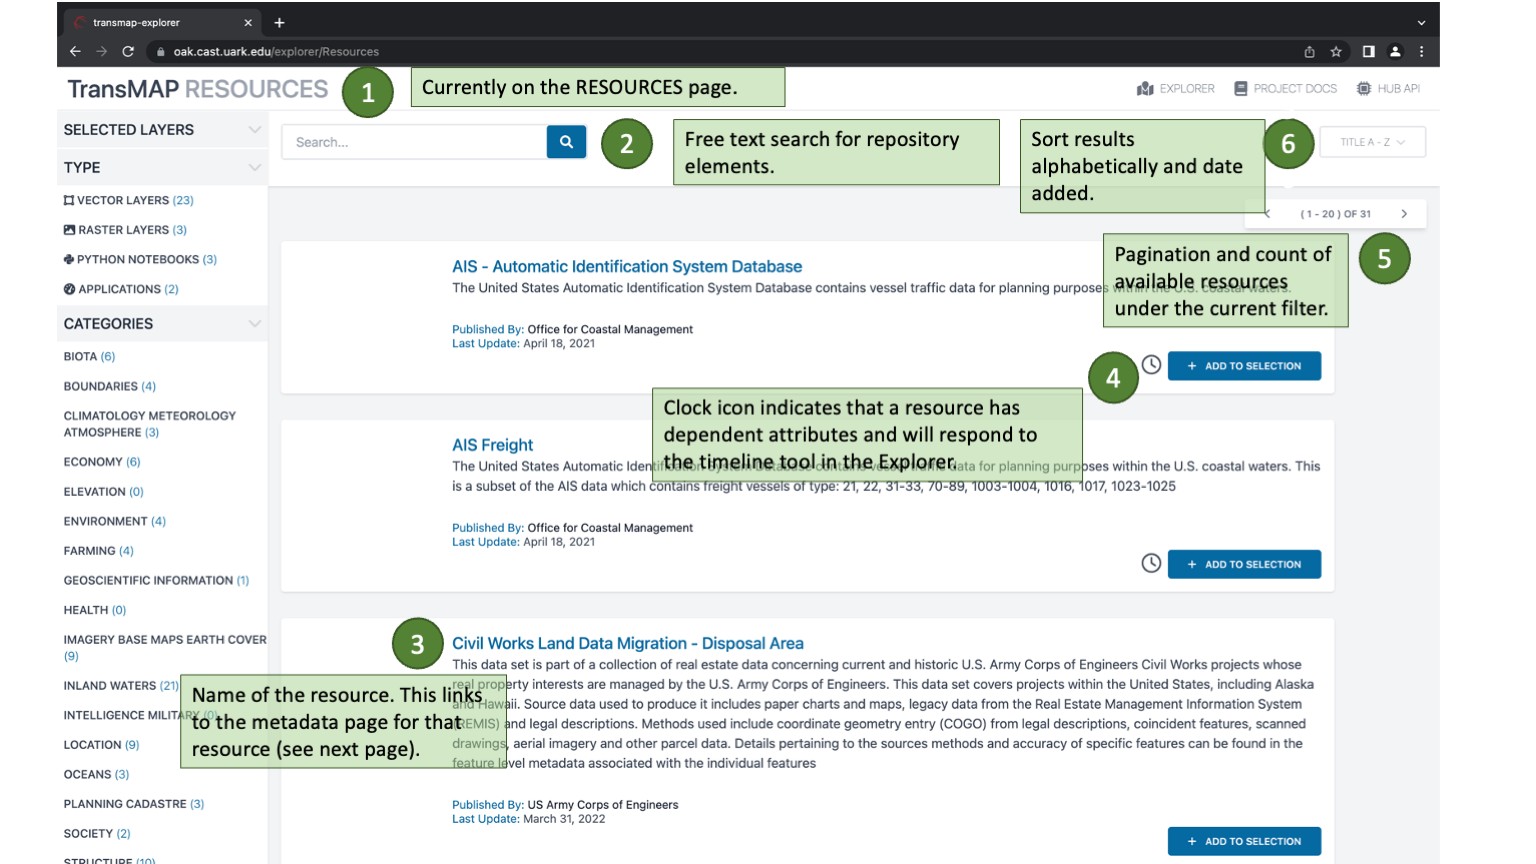 transmap-explorer
oak.cast.uark.edu/explorer/Resources
TransMAP RESOURCES
1
Currently on the RESOURCES page.
EXPLORER
PROJECT DOCS
HUB API
SELECTED LAYERS
Search...
2
Free text search for repository
elements.
Sort results
alphabetically and date
added.
6
TITLE A - Z
TYPE
VECTOR LAYERS (23)
RASTER LAYERS (3)
PYTHON NOTEBOOKS (3)
APPLICATIONS (2)
CATEGORIES
BIOTA (6)
BOUNDARIES (4)
CLIMATOLOGY METEOROLOGY
ATMOSPHERE (3)
ECONOMY (6)
ELEVATION (0)
ENVIRONMENT (4)
FARMING (4)
GEOSCIENTIFIC INFORMATION (1)
HEALTH (0)
IMAGERY BASE MAPS EARTH COVER
(9)
INLAND WATERS (21)
INTELLIGENCE MILITARY (0)
LOCATION (9)
OCEANS (3)
PLANNING CADASTRE (3)
SOCIETY (2)
STRUCTURE (10)
( 1 - 20 ) OF 31
5
Pagination and count of
available resources
under the current filter.
AIS - Automatic Identification System Database
The United States Automatic Identification System Database contains vessel traffic data for planning purposes within the U.S. coastal waters.
Published By: Office for Coastal Management
Last Update: April 18, 2021
4
+ ADD TO SELECTION
Clock icon indicates that a resource has
dependent attributes and will respond to
the timeline tool in the Explorer.
AIS Freight
The United States Automatic Identification System Database contains vessel traffic data for planning purposes within the U.S. coastal waters. This
is a subset of the AIS data which contains freight vessels of type: 21, 22, 31-33, 70-89, 1003-1004, 1016, 1017, 1023-1025
Published By: Office for Coastal Management
Last Update: April 18, 2021
+ ADD TO SELECTION
3
Civil Works Land Data Migration - Disposal Area
This data set is part of a collection of real estate data concerning current and historic U.S. Army Corps of Engineers Civil Works projects whose
real property interests are managed by the U.S. Army Corps of Engineers. This data set covers projects within the United States, including Alaska
and Hawaii. Source data used to produce it includes paper charts and maps, legacy data from the Real Estate Management Information System
(REMIS) and legal descriptions. Methods used include coordinate geometry entry (COGO) from legal descriptions, coincident features, scanned
drawings, aerial imagery and other parcel data. Details pertaining to the sources methods and accuracy of specific features can be found in the
feature level metadata associated with the individual features
Name of the resource. This links
to the metadata page for that
resource (see next page).
Published By: US Army Corps of Engineers
Last Update: March 31, 2022
+ ADD TO SELECTION